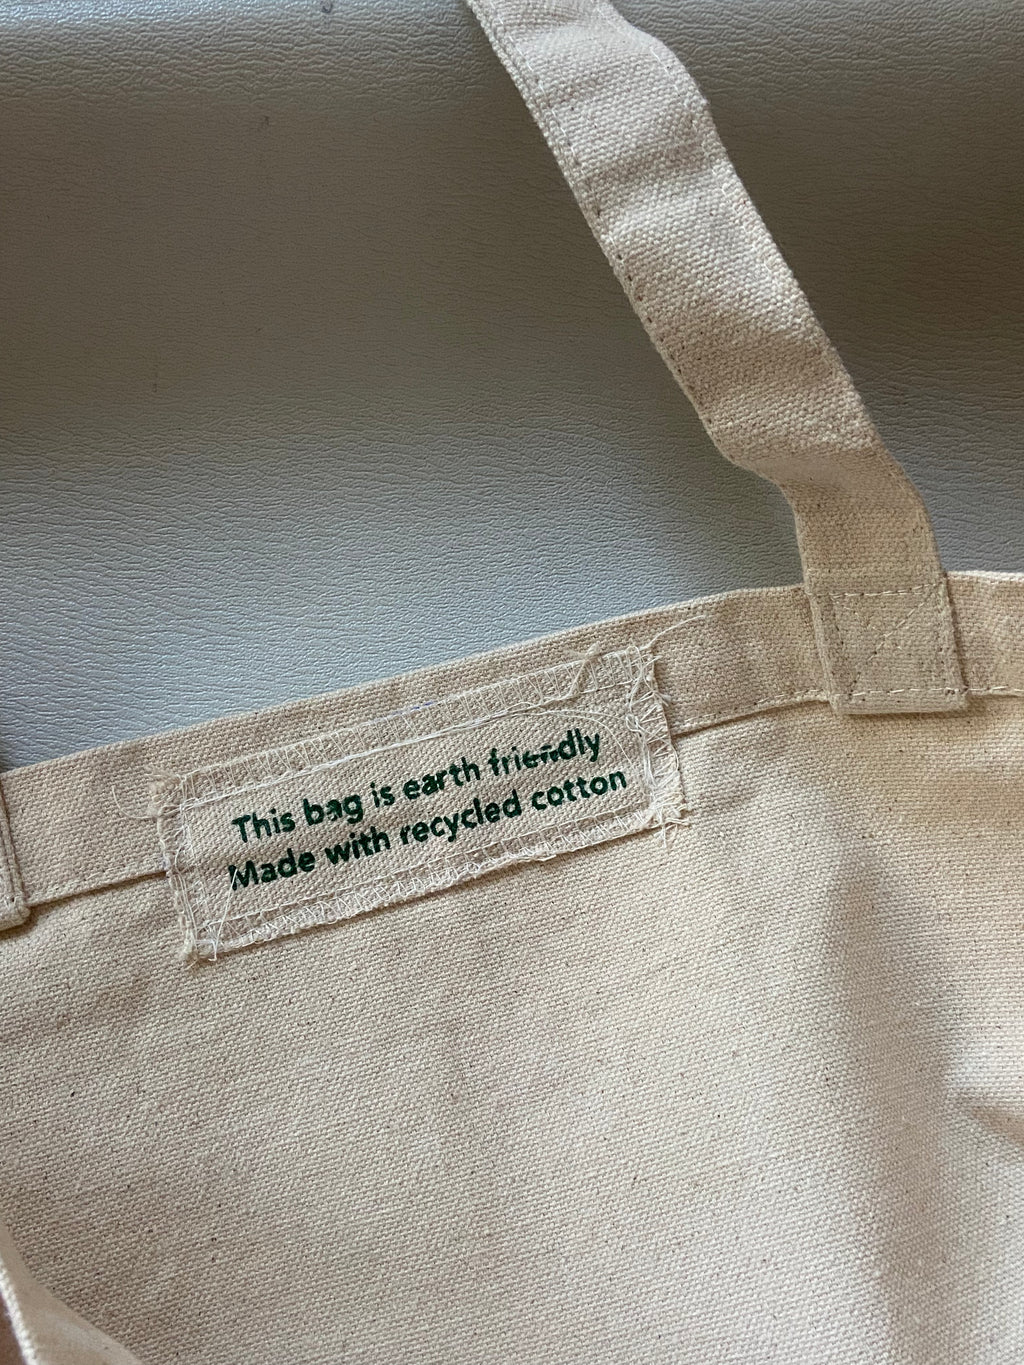 This bag is earth friendly
Made with recycled cotton